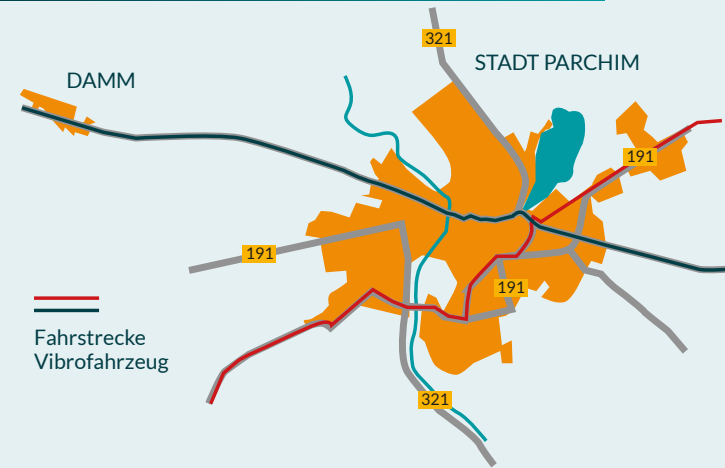 321
STADT PARCHIM
DAMM
191
191
191
Fahrstrecke
Vibrofahrzeug
321